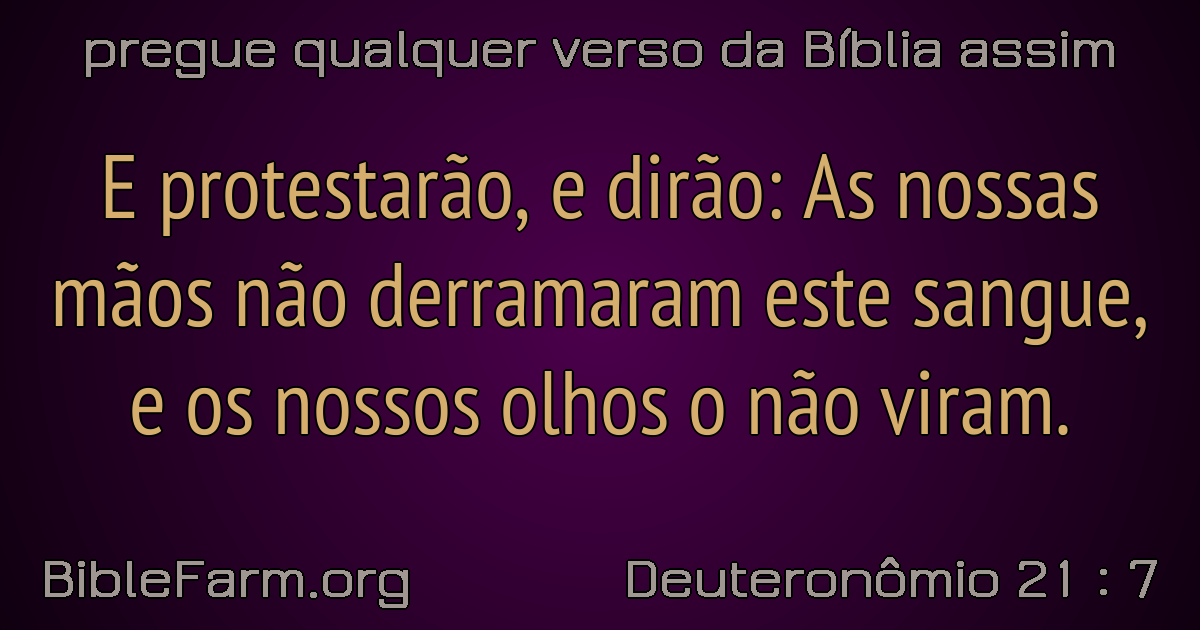 pregue qualquer verso da Bíblia assim
E protestarão, e dirão: As nossas
mãos não derramaram este sangue,
e os nossos olhos o não viram.
BibleFarm.org
Deuteronômio 21 : 7